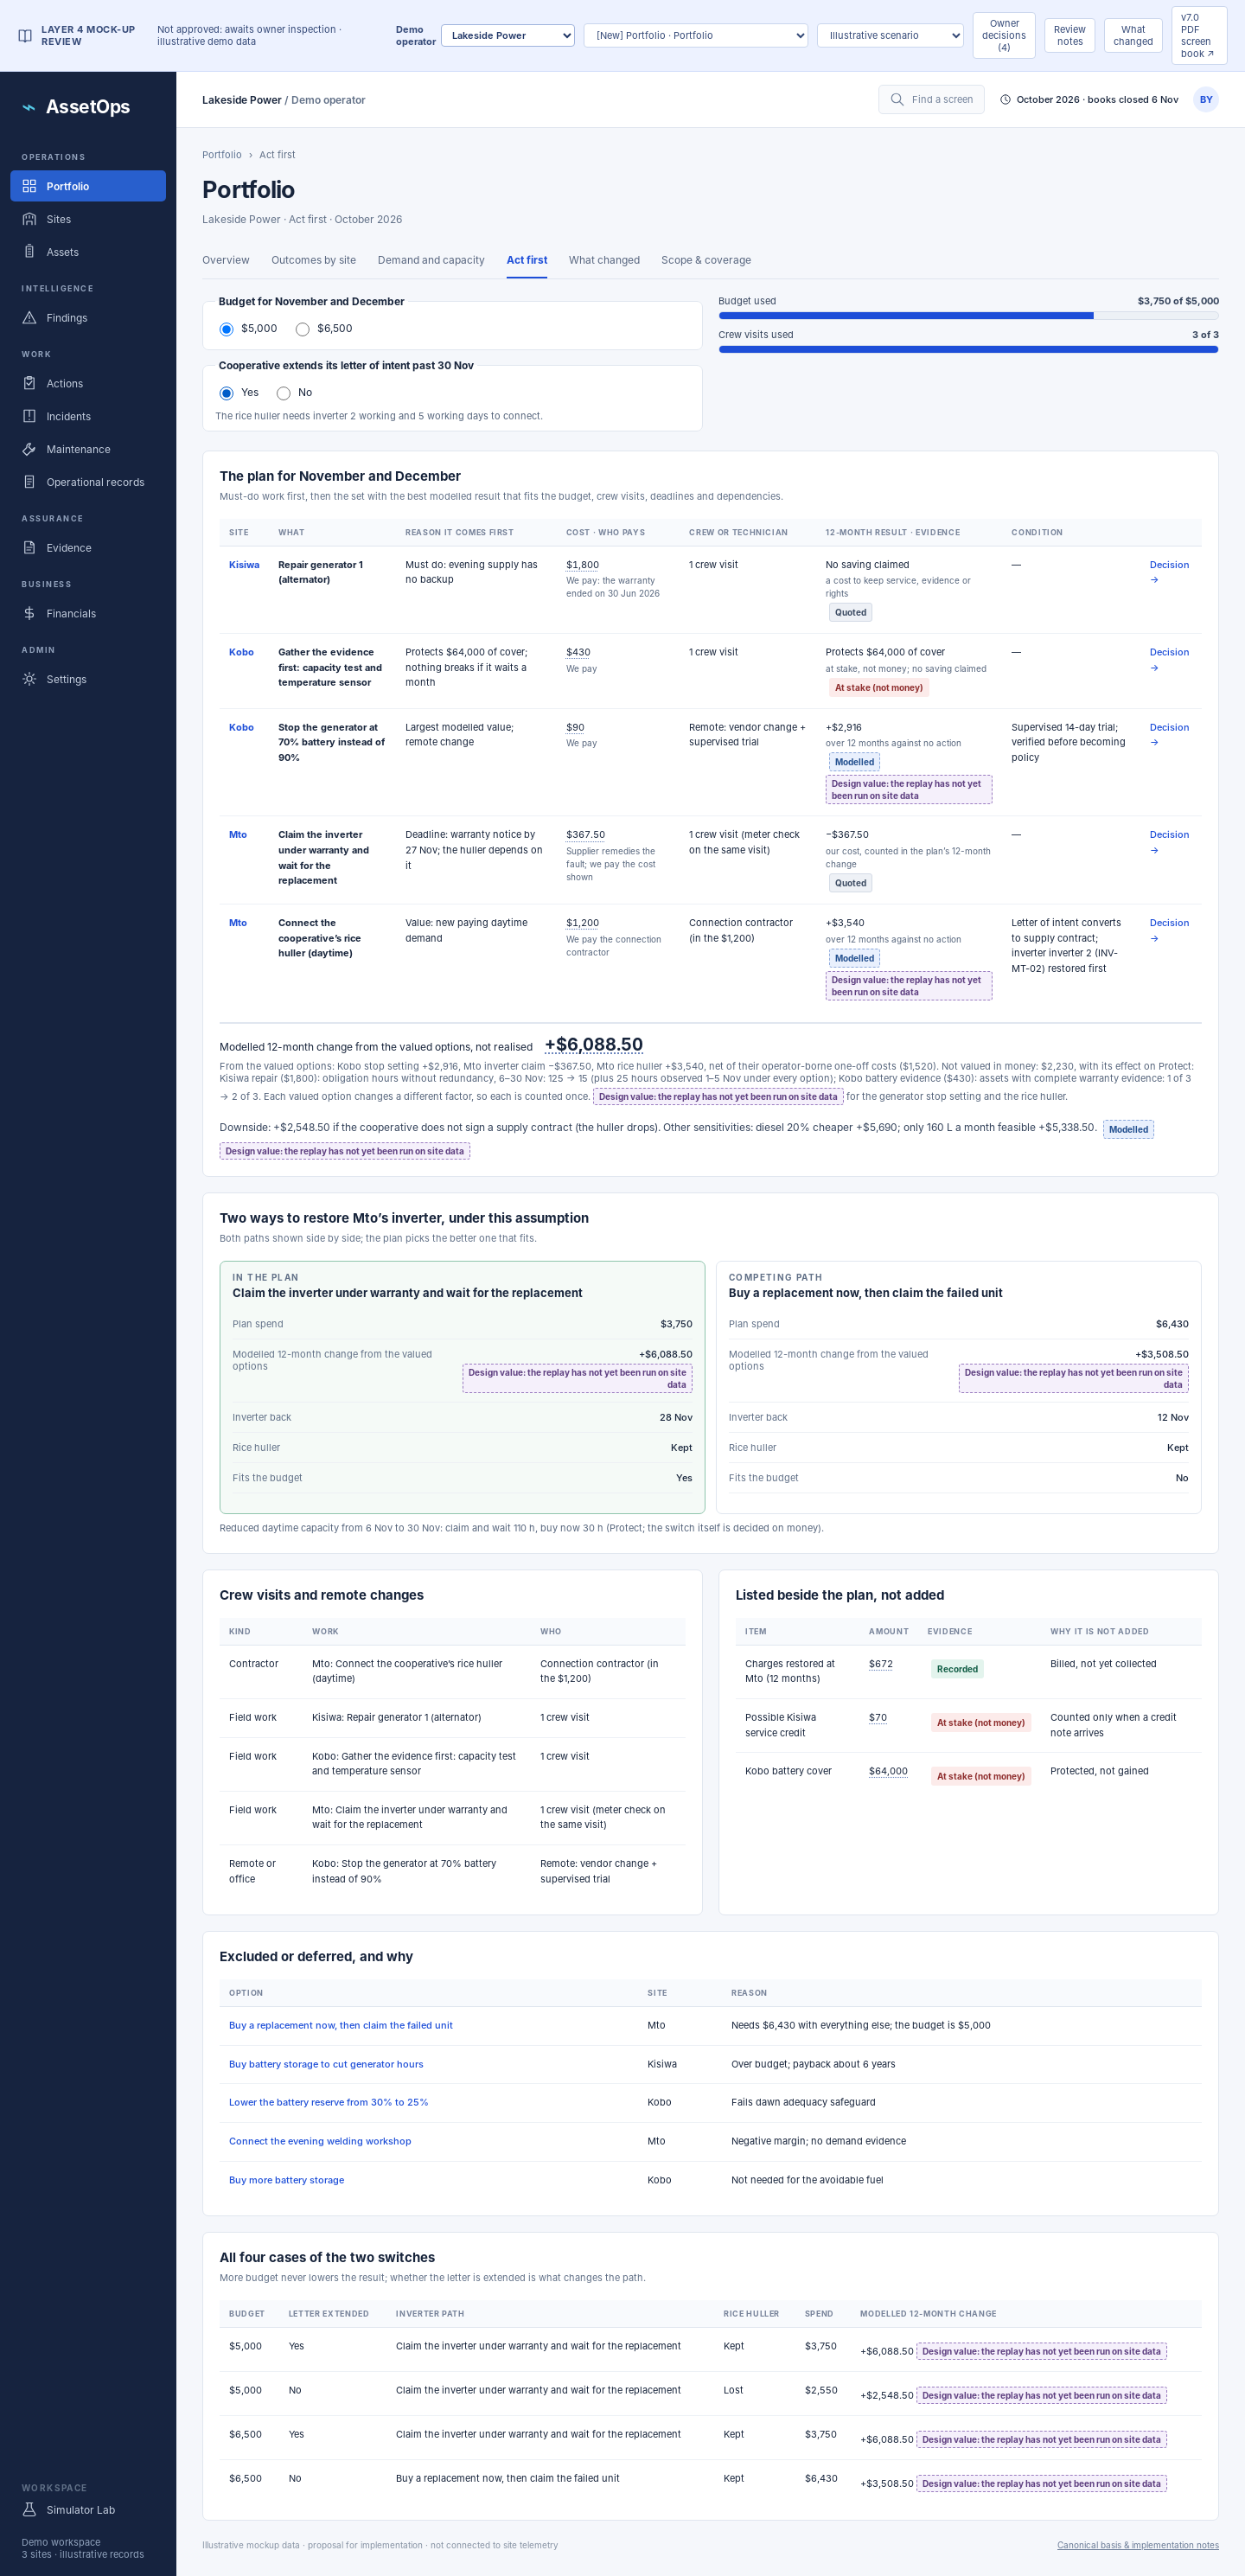 LAYER 4 MOCK-UP REVIEW
Not approved: awaits owner inspection · illustrative demo data
Demo operator
Lakeside Power
[New] Portfolio · Portfolio
Illustrative scenario
Owner decisions (4)
Review notes
What changed
v7.0 PDF screen book ↗
AssetOps
OPERATIONS
Portfolio
Sites
Assets
INTELLIGENCE
Findings
WORK
Actions
Incidents
Maintenance
Operational records
ASSURANCE
Evidence
BUSINESS
Financials
ADMIN
Settings
WORKSPACE
Simulator Lab
Demo workspace
3 sites · illustrative records
Lakeside Power / Demo operator
Find a screen
October 2026 · books closed 6 Nov
BY
Portfolio › Act first
Portfolio
Lakeside Power · Act first · October 2026
Overview
Outcomes by site
Demand and capacity
Act first
What changed
Scope & coverage
Budget for November and December
$5,000
$6,500
Cooperative extends its letter of intent past 30 Nov
Yes
No
The rice huller needs inverter 2 working and 5 working days to connect.
Budget used
$3,750 of $5,000
Crew visits used
3 of 3
The plan for November and December
Must-do work first, then the set with the best modelled result that fits the budget, crew visits, deadlines and dependencies.
SITE WHAT REASON IT COMES FIRST COST · WHO PAYS CREW OR TECHNICIAN 12-MONTH RESULT · EVIDENCE CONDITION
Kisiwa
Repair generator 1 (alternator)
Must do: evening supply has no backup
$1,800
We pay: the warranty ended on 30 Jun 2026
1 crew visit
No saving claimed
a cost to keep service, evidence or rights
Quoted
—
Decision →
Kobo
Gather the evidence first: capacity test and temperature sensor
Protects $64,000 of cover; nothing breaks if it waits a month
$430
We pay
1 crew visit
Protects $64,000 of cover
at stake, not money; no saving claimed
At stake (not money)
—
Decision →
Kobo
Stop the generator at 70% battery instead of 90%
Largest modelled value; remote change
$90
We pay
Remote: vendor change + supervised trial
+$2,916
over 12 months against no action
Modelled
Design value: the replay has not yet been run on site data
Supervised 14-day trial; verified before becoming policy
Decision →
Mto
Claim the inverter under warranty and wait for the replacement
Deadline: warranty notice by 27 Nov; the huller depends on it
$367.50
Supplier remedies the fault; we pay the cost shown
1 crew visit (meter check on the same visit)
−$367.50
our cost, counted in the plan's 12-month change
Quoted
—
Decision →
Mto
Connect the cooperative's rice huller (daytime)
Value: new paying daytime demand
$1,200
We pay the connection contractor
Connection contractor (in the $1,200)
+$3,540
over 12 months against no action
Modelled
Design value: the replay has not yet been run on site data
Letter of intent converts to supply contract; inverter inverter 2 (INV-MT-02) restored first
Decision →
Modelled 12-month change from the valued options, not realised +$6,088.50
From the valued options: Kobo stop setting +$2,916, Mto inverter claim −$367.50, Mto rice huller +$3,540, net of their operator-borne one-off costs ($1,520). Not valued in money: $2,230, with its effect on Protect:
Kisiwa repair ($1,800): obligation hours without redundancy, 6–30 Nov: 125 → 15 (plus 25 hours observed 1–5 Nov under every option); Kobo battery evidence ($430): assets with complete warranty evidence: 1 of 3
→ 2 of 3. Each valued option changes a different factor, so each is counted once. Design value: the replay has not yet been run on site data for the generator stop setting and the rice huller.
Downside: +$2,548.50 if the cooperative does not sign a supply contract (the huller drops). Other sensitivities: diesel 20% cheaper +$5,690; only 160 L a month feasible +$5,338.50. Modelled
Design value: the replay has not yet been run on site data
Two ways to restore Mto's inverter, under this assumption
Both paths shown side by side; the plan picks the better one that fits.
IN THE PLAN
Claim the inverter under warranty and wait for the replacement
Plan spend $3,750
Modelled 12-month change from the valued options +$6,088.50
Design value: the replay has not yet been run on site data
Inverter back 28 Nov
Rice huller Kept
Fits the budget Yes
COMPETING PATH
Buy a replacement now, then claim the failed unit
Plan spend $6,430
Modelled 12-month change from the valued options +$3,508.50
Design value: the replay has not yet been run on site data
Inverter back 12 Nov
Rice huller Kept
Fits the budget No
Reduced daytime capacity from 6 Nov to 30 Nov: claim and wait 110 h, buy now 30 h (Protect; the switch itself is decided on money).
Crew visits and remote changes
KIND WORK WHO
Contractor Mto: Connect the cooperative's rice huller (daytime) Connection contractor (in the $1,200)
Field work Kisiwa: Repair generator 1 (alternator) 1 crew visit
Field work Kobo: Gather the evidence first: capacity test and temperature sensor 1 crew visit
Field work Mto: Claim the inverter under warranty and wait for the replacement 1 crew visit (meter check on the same visit)
Remote or office Kobo: Stop the generator at 70% battery instead of 90% Remote: vendor change + supervised trial
Listed beside the plan, not added
ITEM AMOUNT EVIDENCE WHY IT IS NOT ADDED
Charges restored at Mto (12 months) $672 Recorded Billed, not yet collected
Possible Kisiwa service credit $70 At stake (not money) Counted only when a credit note arrives
Kobo battery cover $64,000 At stake (not money) Protected, not gained
Excluded or deferred, and why
OPTION SITE REASON
Buy a replacement now, then claim the failed unit Mto Needs $6,430 with everything else; the budget is $5,000
Buy battery storage to cut generator hours Kisiwa Over budget; payback about 6 years
Lower the battery reserve from 30% to 25% Kobo Fails dawn adequacy safeguard
Connect the evening welding workshop Mto Negative margin; no demand evidence
Buy more battery storage Kobo Not needed for the avoidable fuel
All four cases of the two switches
More budget never lowers the result; whether the letter is extended is what changes the path.
BUDGET LETTER EXTENDED INVERTER PATH RICE HULLER SPEND MODELLED 12-MONTH CHANGE
$5,000 Yes Claim the inverter under warranty and wait for the replacement Kept $3,750 +$6,088.50 Design value: the replay has not yet been run on site data
$5,000 No Claim the inverter under warranty and wait for the replacement Lost $2,550 +$2,548.50 Design value: the replay has not yet been run on site data
$6,500 Yes Claim the inverter under warranty and wait for the replacement Kept $3,750 +$6,088.50 Design value: the replay has not yet been run on site data
$6,500 No Buy a replacement now, then claim the failed unit Kept $6,430 +$3,508.50 Design value: the replay has not yet been run on site data
Illustrative mockup data · proposal for implementation · not connected to site telemetry
Canonical basis & implementation notes